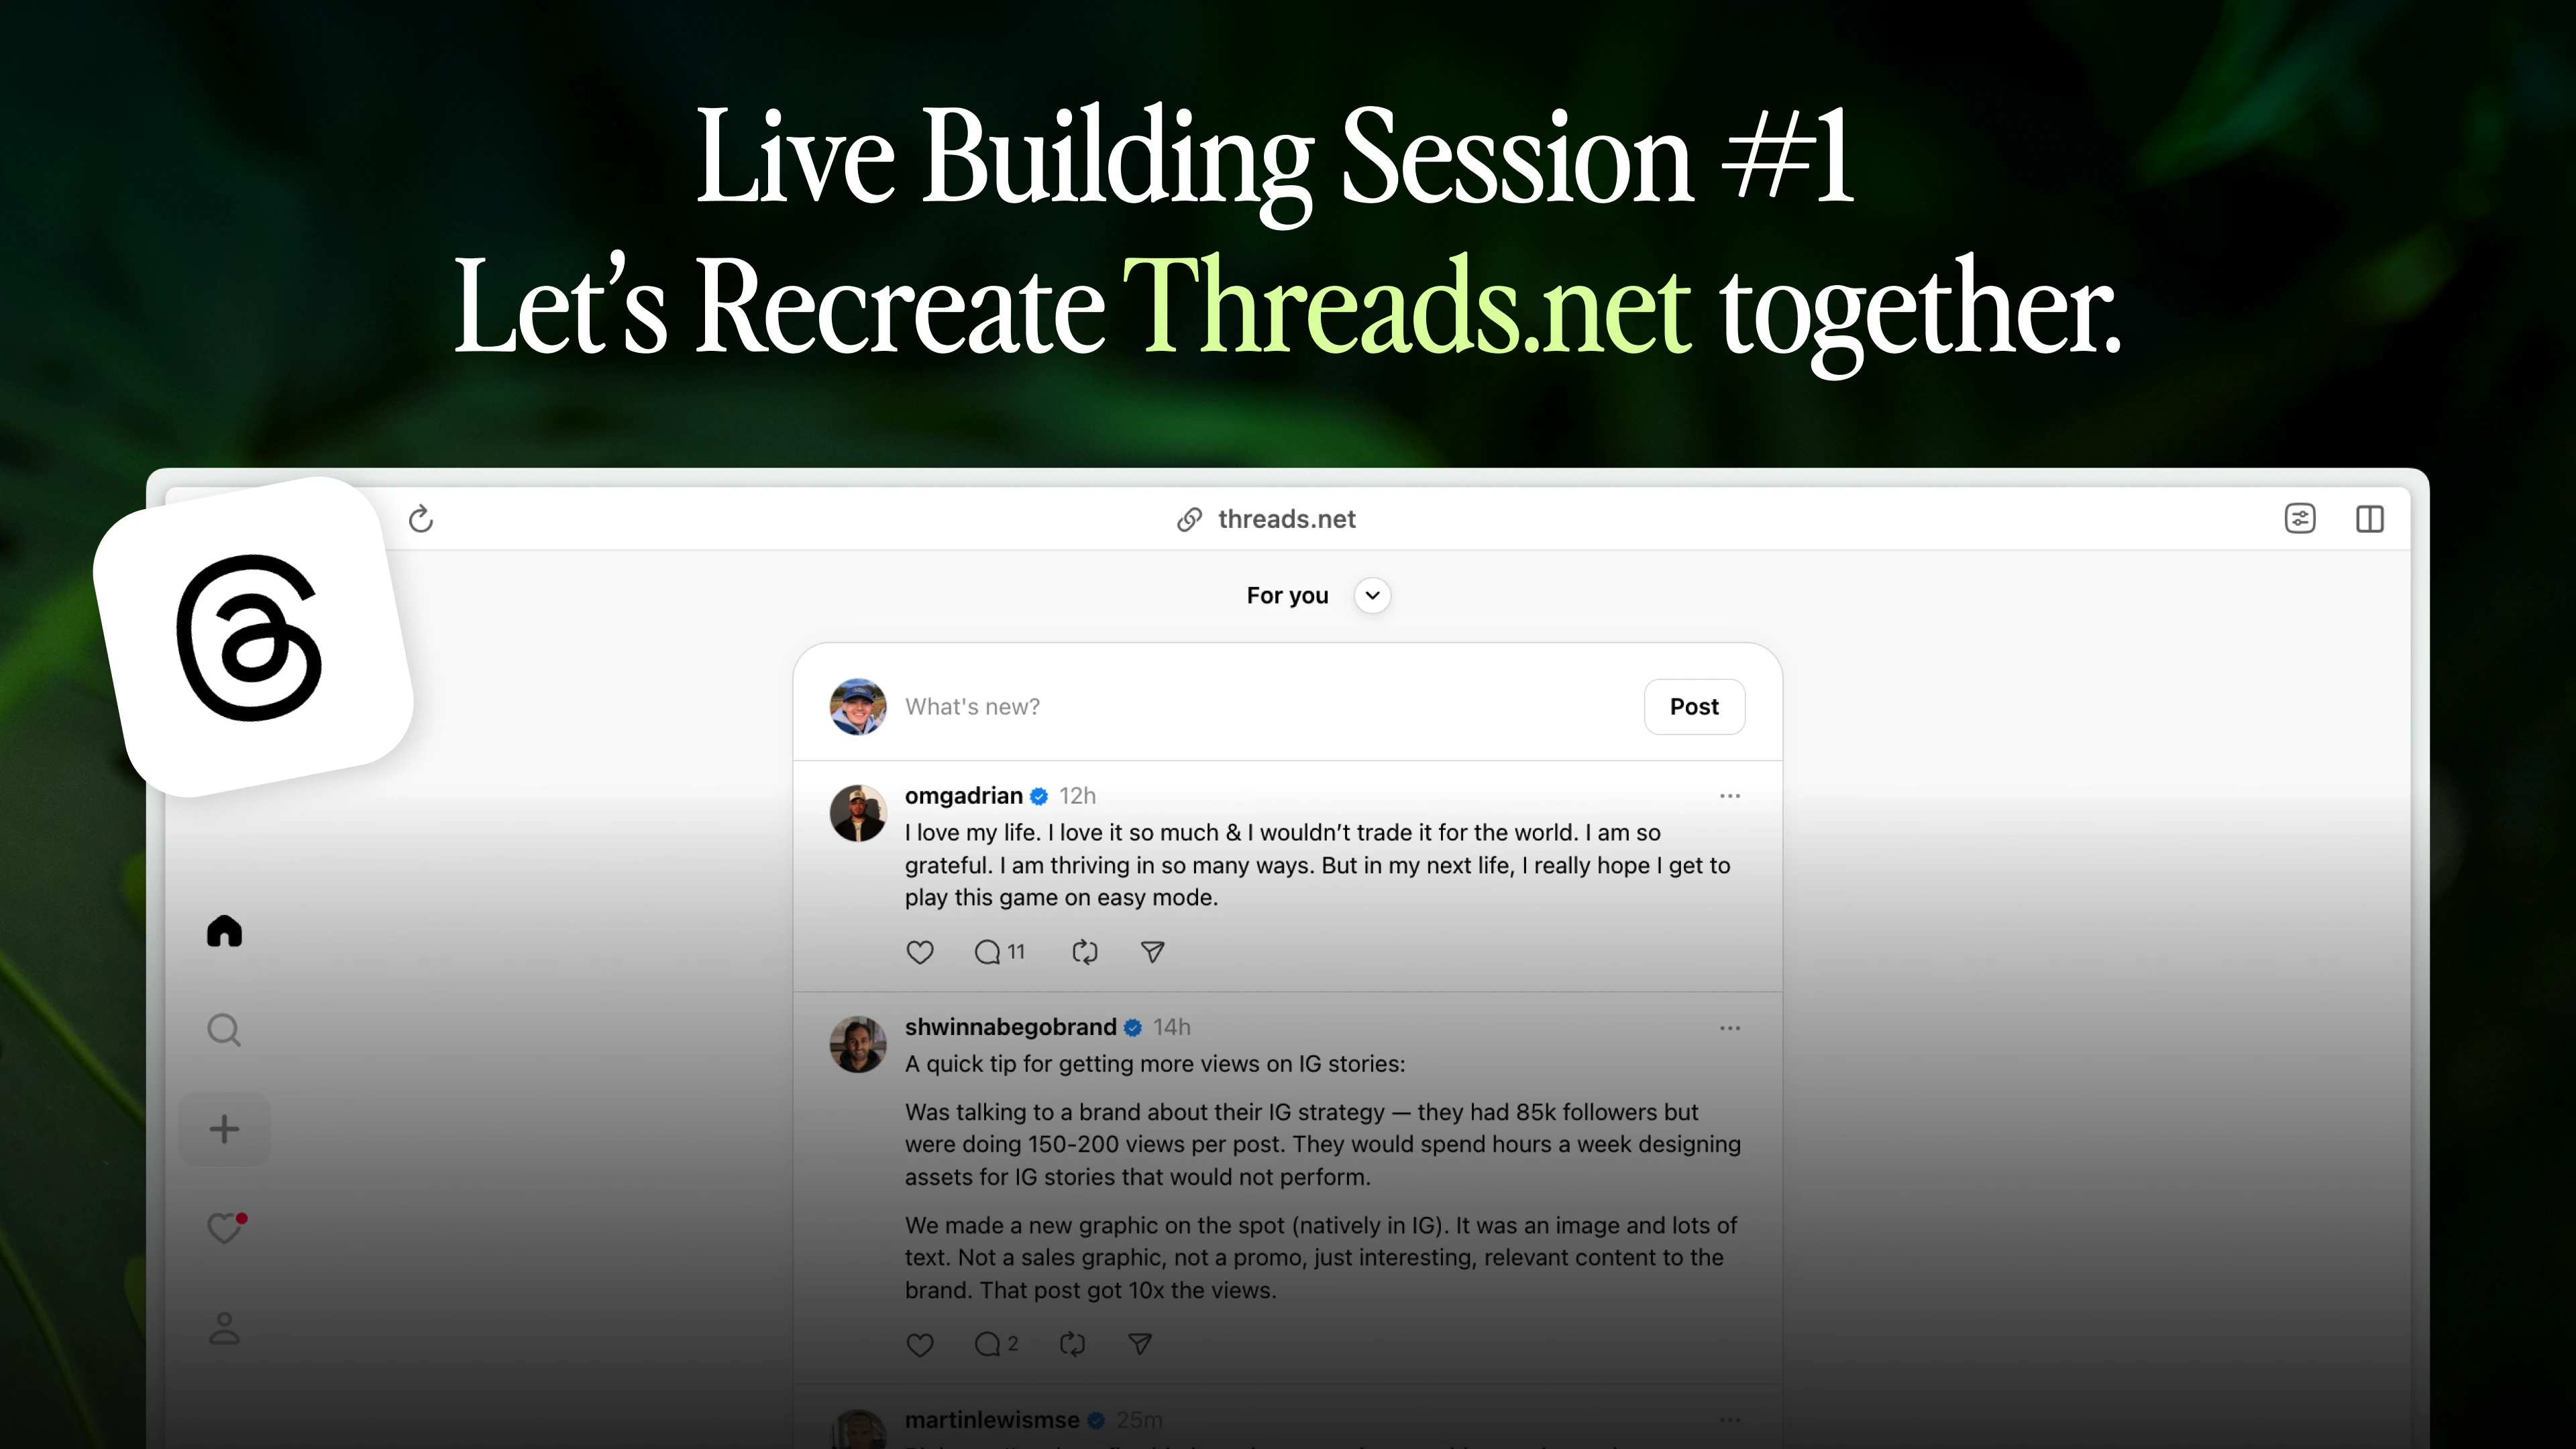 Live Building Session #1
Let’s Recreate Threads.net together.
threads.net
For you
What's new?
Post
omgadrian 12h
I love my life. I love it so much & I wouldn’t trade it for the world. I am so
grateful. I am thriving in so many ways. But in my next life, I really hope I get to
play this game on easy mode.
11
shwinnabegobrand 14h
A quick tip for getting more views on IG stories:
Was talking to a brand about their IG strategy — they had 85k followers but
were doing 150-200 views per post. They would spend hours a week designing
assets for IG stories that would not perform.
We made a new graphic on the spot (natively in IG). It was an image and lots of
text. Not a sales graphic, not a promo, just interesting, relevant content to the
brand. That post got 10x the views.
2
martinlewismse 25m